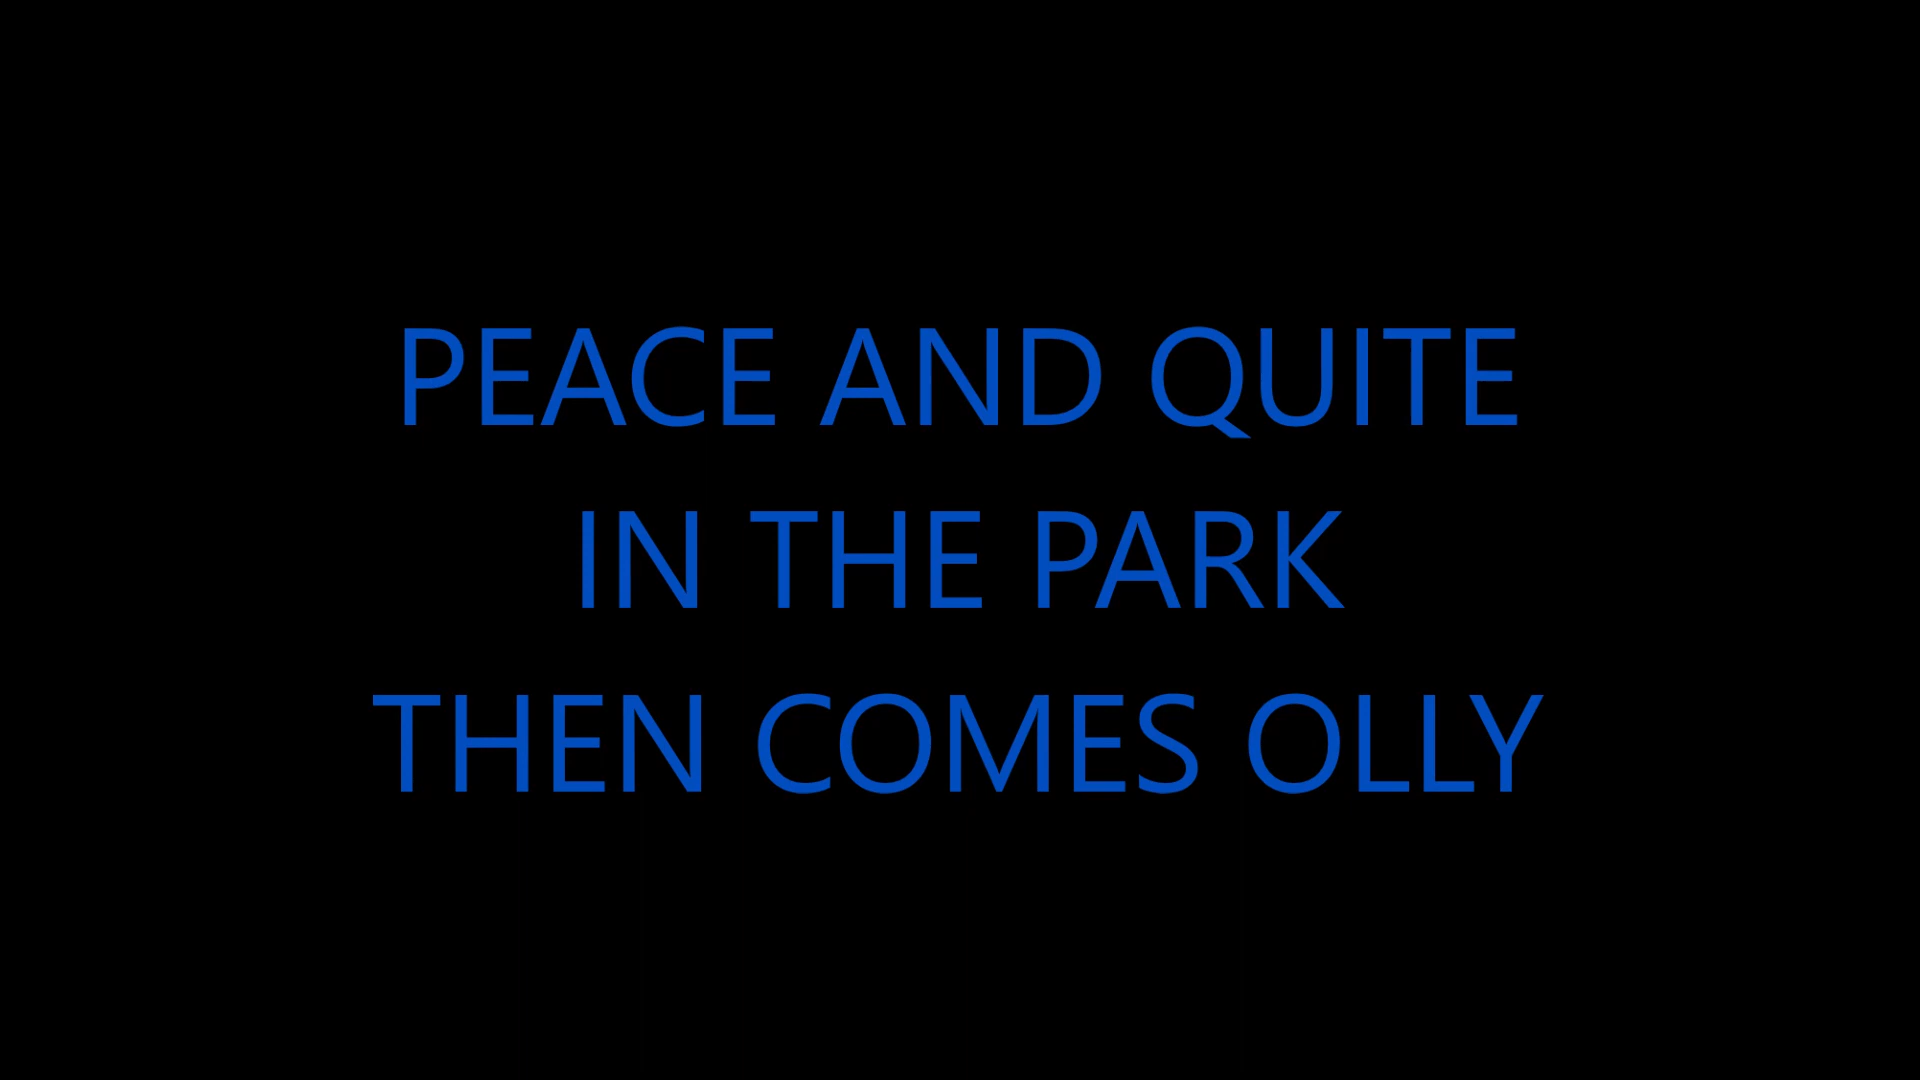 PEACE AND QUITE
IN THE PARK
THEN COMES OLLY